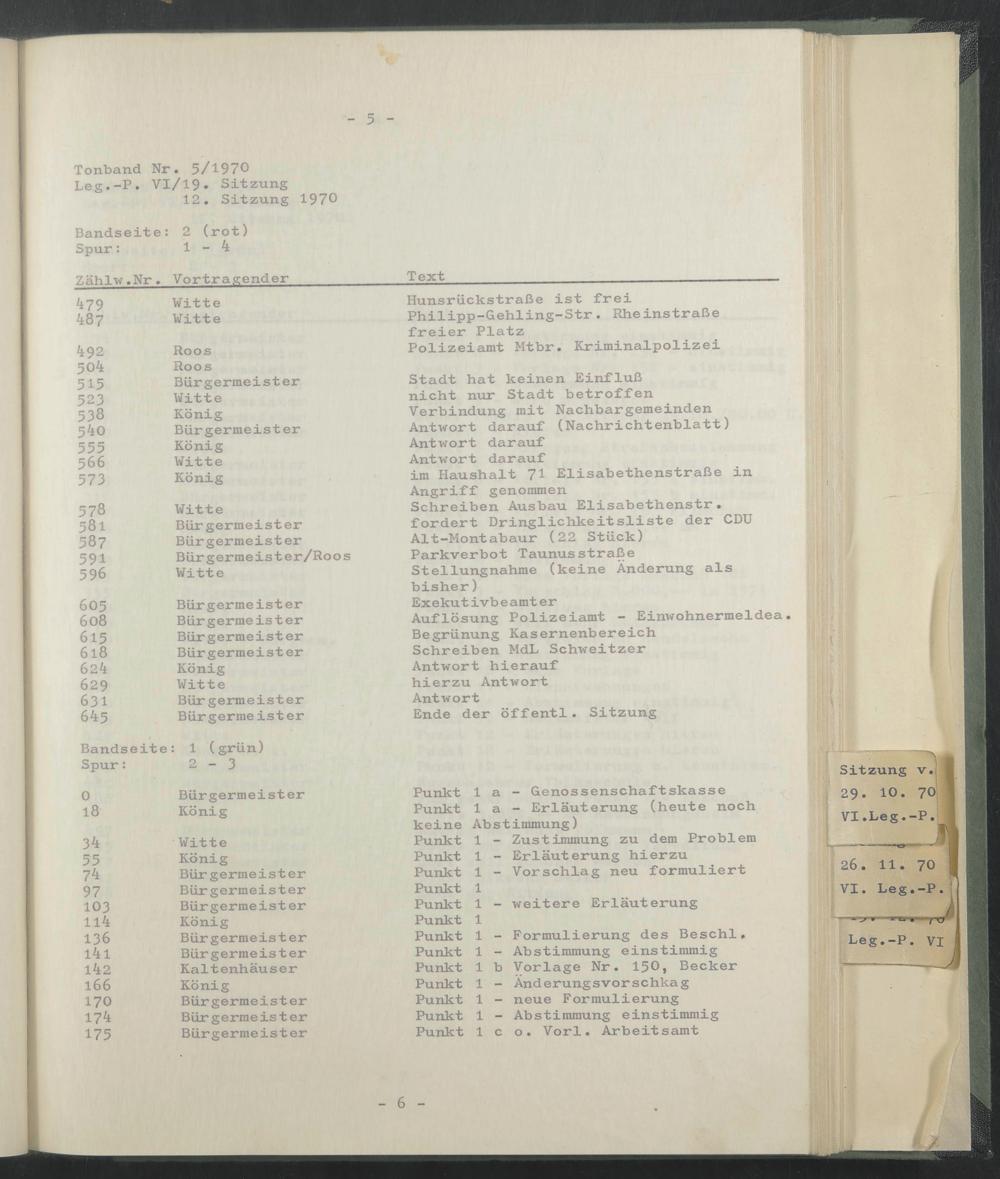 - 5 -
Tonband Nr. 5/1970
Leg.-P. VI/19. Sitzung
12. Sitzung 1970
Bandseite: 2 (rot)
Spur: 1 - 4
Zählw.Nr. Vortragender Text
479 Witte Hunsrückstraße ist frei
487 Witte Philipp-Gehling-Str. Rheinstraße
freier Platz
492 Roos Polizeiamt Mtbr. Kriminalpolizei
504 Roos
515 Bürgermeister Stadt hat keinen Einfluß
523 Witte nicht nur Stadt betroffen
538 König Verbindung mit Nachbargemeinden
540 Bürgermeister Antwort darauf (Nachrichtenblatt)
555 König Antwort darauf
566 Witte Antwort darauf
573 König im Haushalt 71 Elisabethenstraße in
Angriff genommen
578 Witte Schreiben Ausbau Elisabethenstr.
581 Bürgermeister fordert Dringlichkeitsliste der CDU
587 Bürgermeister Alt-Montabaur (22 Stück)
591 Bürgermeister/Roos Parkverbot Taunusstraße
596 Witte Stellungnahme (keine Änderung als
bisher)
605 Bürgermeister Exekutivbeamter
608 Bürgermeister Auflösung Polizeiamt - Einwohnermeldea.
615 Bürgermeister Begrünung Kasernenbereich
618 Bürgermeister Schreiben MdL Schweitzer
624 König Antwort hierauf
629 Witte hierzu Antwort
631 Bürgermeister Antwort
645 Bürgermeister Ende der öffentl. Sitzung
Bandseite: 1 (grün)
Spur: 2 - 3
0 Bürgermeister Punkt 1 a - Genossenschaftskasse
18 König Punkt 1 a - Erläuterung (heute noch
keine Abstimmung)
34 Witte Punkt 1 - Zustimmung zu dem Problem
55 König Punkt 1 - Erläuterung hierzu
74 Bürgermeister Punkt 1 - Vorschlag neu formuliert
97 Bürgermeister Punkt 1
103 Bürgermeister Punkt 1 - weitere Erläuterung
114 König Punkt 1
136 Bürgermeister Punkt 1 - Formulierung des Beschl.
141 Bürgermeister Punkt 1 - Abstimmung einstimmig
142 Kaltenhäuser Punkt 1 b Vorlage Nr. 150, Becker
166 König Punkt 1 - Änderungsvorschkag
170 Bürgermeister Punkt 1 - neue Formulierung
174 Bürgermeister Punkt 1 - Abstimmung einstimmig
175 Bürgermeister Punkt 1 c o. Vorl. Arbeitsamt
- 6 -
Sitzung v.
29. 10. 70
VI.Leg.-P.
26. 11. 70
VI. Leg.-P.
Leg.-P. VI